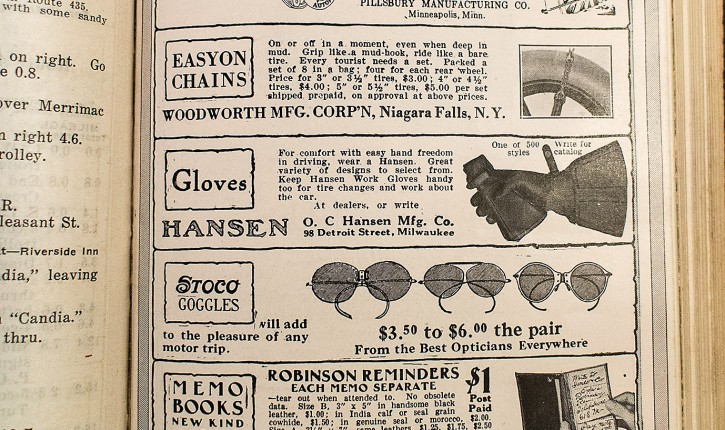 Route 435.
with some sandy
on right. Go
e 0.8.
over Merrimac
n right 4.6.
rolley.
R.
leasant St.
t—Riverside Inn
dia," leaving
"Candia."
thru.
PILLSBURY MANUFACTURING CO.
Minneapolis, Minn.
EASYON
CHAINS
On or off in a moment, even when deep in
mud. Grip like a mud-hook, ride like a bare
tire. Every tourist needs a set. Packed a
set of 8 in a bag; four for each rear wheel.
Price for 3" or 3½" tires, $3.00; 4" or 4½"
tires, $4.00; 5" or 5½" tires, $5.00 per set
shipped prepaid, on approval at above prices.
WOODWORTH MFG. CORP'N, Niagara Falls, N. Y.
Gloves
For comfort with easy hand freedom
in driving, wear a Hansen. Great
variety of designs to select from.
Keep Hansen Work Gloves handy
too for tire changes and work about
the car.
At dealers, or write
One of 500 styles
Write for catalog
HANSEN
O. C Hansen Mfg. Co.
98 Detroit Street, Milwaukee
STOCO
GOGGLES
will add
to the pleasure of any
motor trip.
$3.50 to $6.00 the pair
From the Best Opticians Everywhere
MEMO
BOOKS
NEW KIND
ROBINSON REMINDERS
EACH MEMO SEPARATE
$1
Post
Paid
—tear out when attended to. No obsolete
data. Size B, 3" x 5" in handsome black
leather, $1.00; in India calf or seal grain
cowhide, $1.50; in genuine seal or morocco, $2.00.